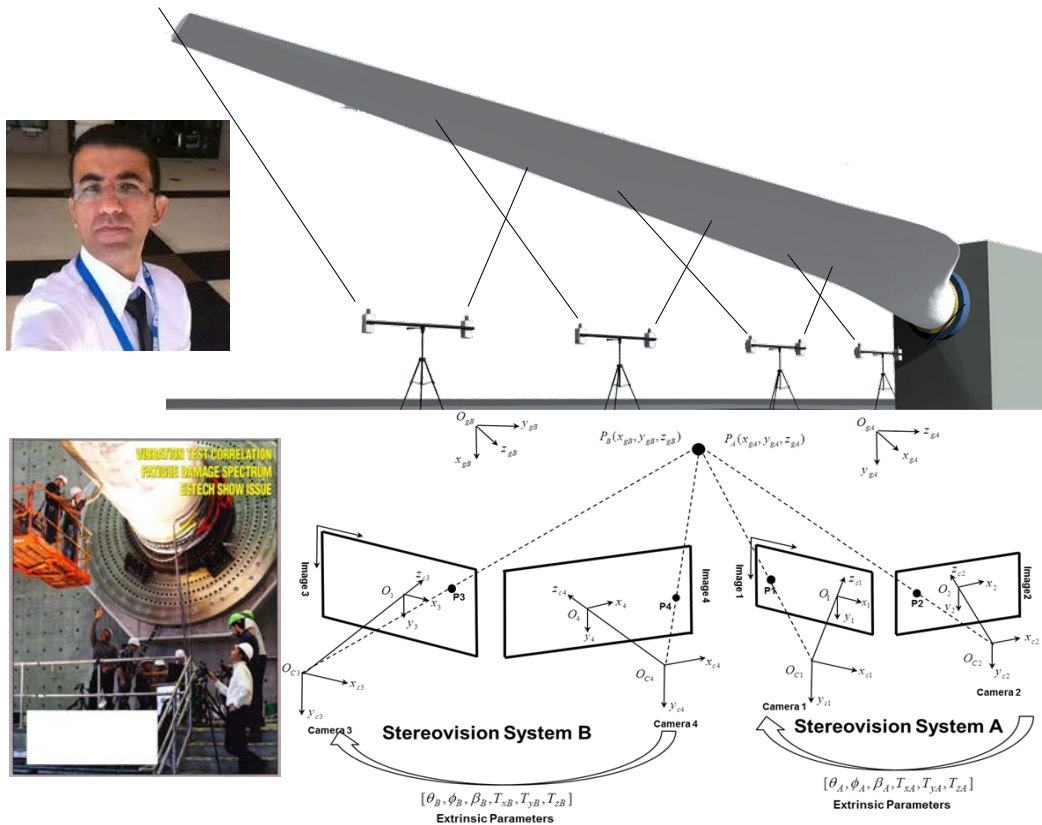 VIBRATION TEST CORRELATION
FATIGUE DAMAGE SPECTRUM
ESTECH SHOW ISSUE
O_gB
y_gB
z_gB
x_gB
P_B(x_gB, y_gB, z_gB)
P_A(x_gA, y_gA, z_gA)
O_gA
z_gA
x_gA
y_gA
Image 3
z_c3
O_3
x_3
y_3
P3
z_c4
O_4
x_4
y_4
P4
Image 4
Image 1
P1
z_c1
O_1
x_1
y_1
P2
z_c2
O_2
x_2
y_2
Image2
O_C3
x_c3
y_c3
Camera 3
O_C4
x_c4
y_c4
Camera 4
O_C1
x_c1
y_c1
Camera 1
O_C2
x_c2
y_c2
Camera 2
Stereovision System B
Stereovision System A
[θ_B, ϕ_B, β_B, T_xB, T_yB, T_zB]
Extrinsic Parameters
[θ_A, ϕ_A, β_A, T_xA, T_yA, T_zA]
Extrinsic Parameters